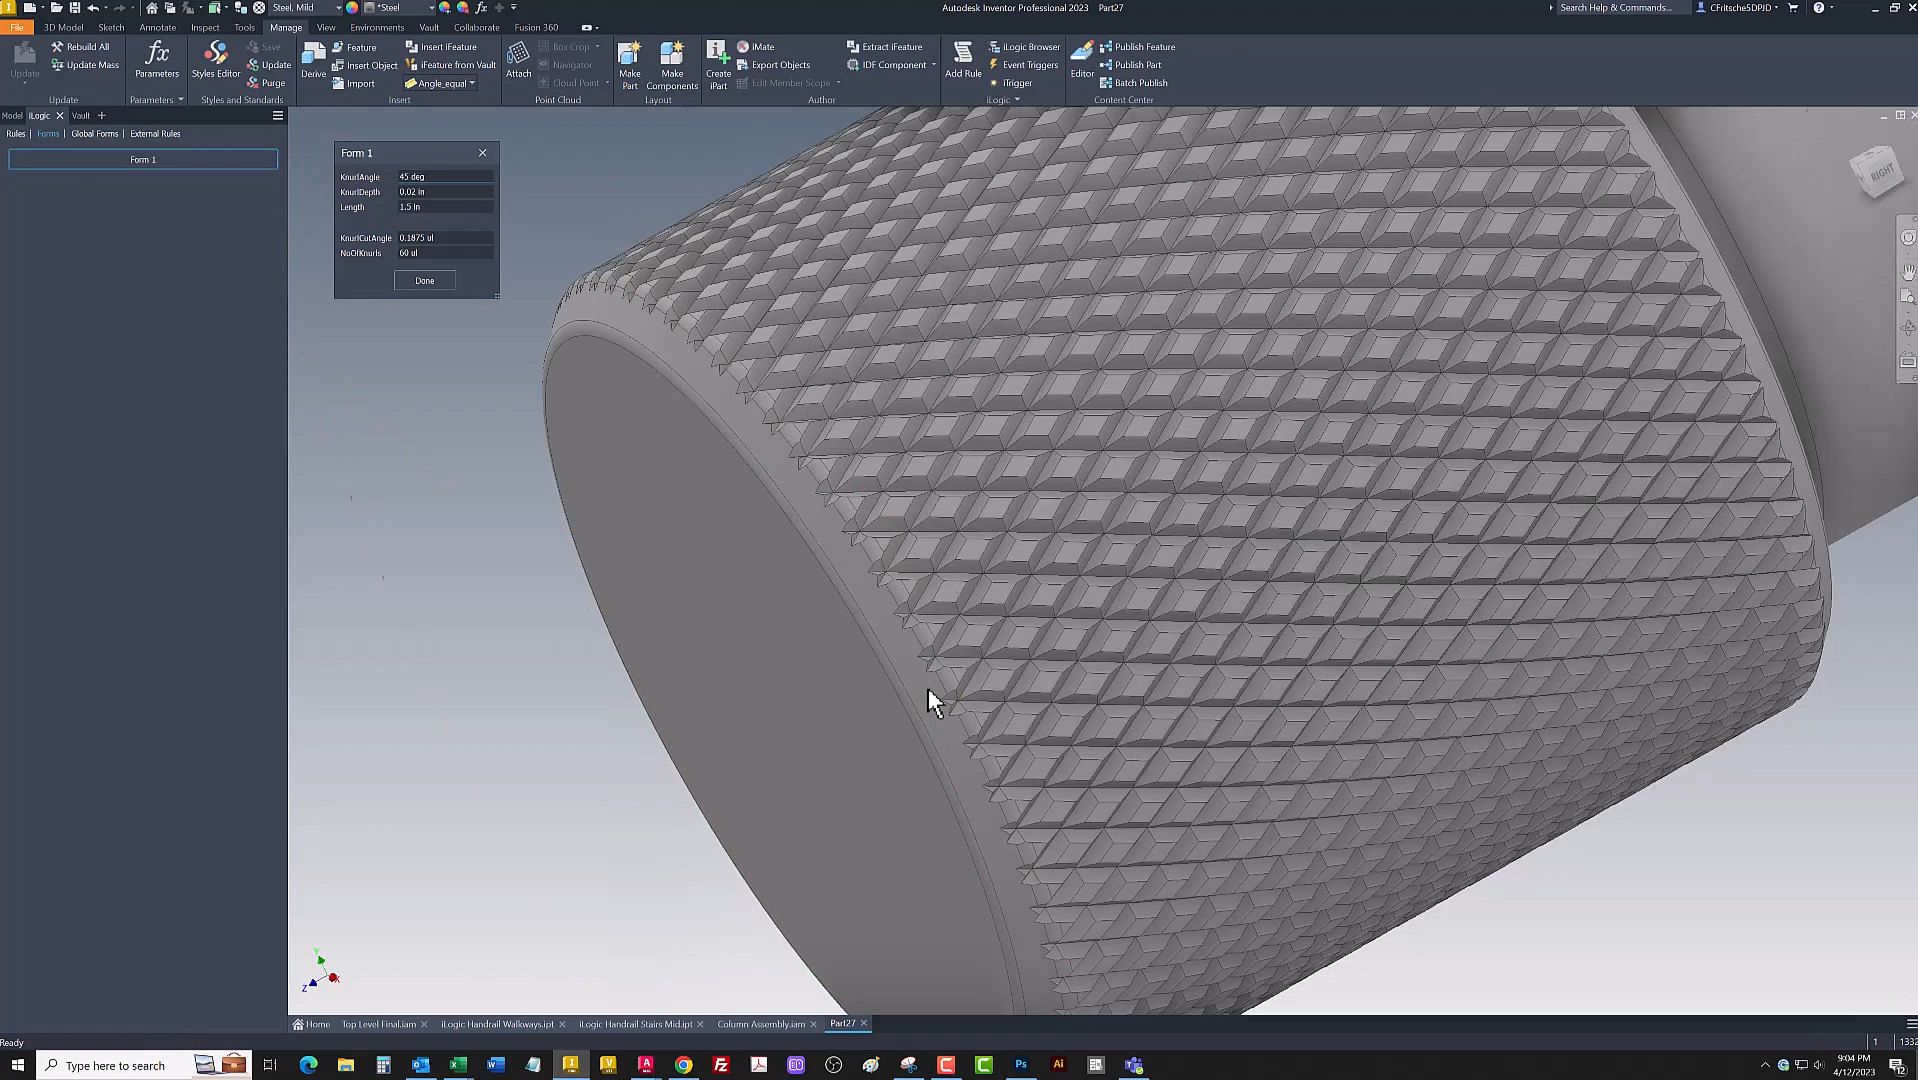 Steel, Mild
*Steel
fx
Autodesk Inventor Professional 2023 Part27
Search Help & Commands...
CFritsche5DPJD
File
3D Model
Sketch
Annotate
Inspect
Tools
Manage
View
Environments
Vault
Collaborate
Fusion 360
Update
Rebuild All
Update Mass
Update
fx
Parameters
Parameters
Styles Editor
Save
Update
Purge
Styles and Standards
Derive
Feature
Insert Object
Import
Insert iFeature
iFeature from Vault
Angle_equal
Insert
Attach
Box Crop
Navigator
Cloud Point
Point Cloud
Make Part
Make Components
Layout
Create iPart
iMate
Export Objects
Edit Member Scope
Author
Extract iFeature
IDF Component
Add Rule
iLogic Browser
Event Triggers
iTrigger
iLogic
Editor
Publish Feature
Publish Part
Batch Publish
Content Center
Model
iLogic
Vault
Rules
Forms
Global Forms
External Rules
Form 1
Form 1
KnurlAngle 45 deg
KnurlDepth 0.02 in
Length 1.5 in
KnurlCutAngle 0.1875 ul
NoOfKnurls 60 ul
Done
RIGHT
Y
Z
X
Home
Top Level Final.iam
iLogic Handrail Walkways.ipt
iLogic Handrail Stairs Mid.ipt
Column Assembly.iam
Part27
Ready
1
1332
Type here to search
Ps
Ai
9:04 PM
4/12/2023